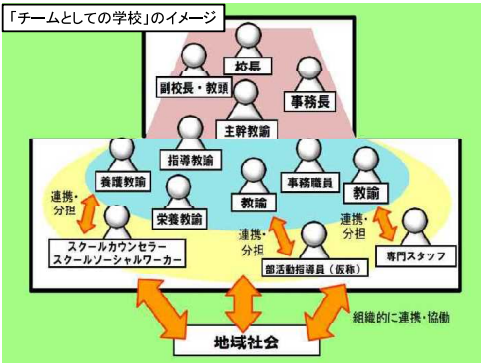 「チームとしての学校」のイメージ
校長
副校長・教頭
事務長
主幹教諭
指導教諭
養護教諭
栄養教諭
教諭
事務職員
教諭
連携・
分担
連携・
分担
連携・
分担
スクールカウンセラー
スクールソーシャルワーカー
部活動指導員（仮称）
専門スタッフ
組織的に連携・協働
地域社会